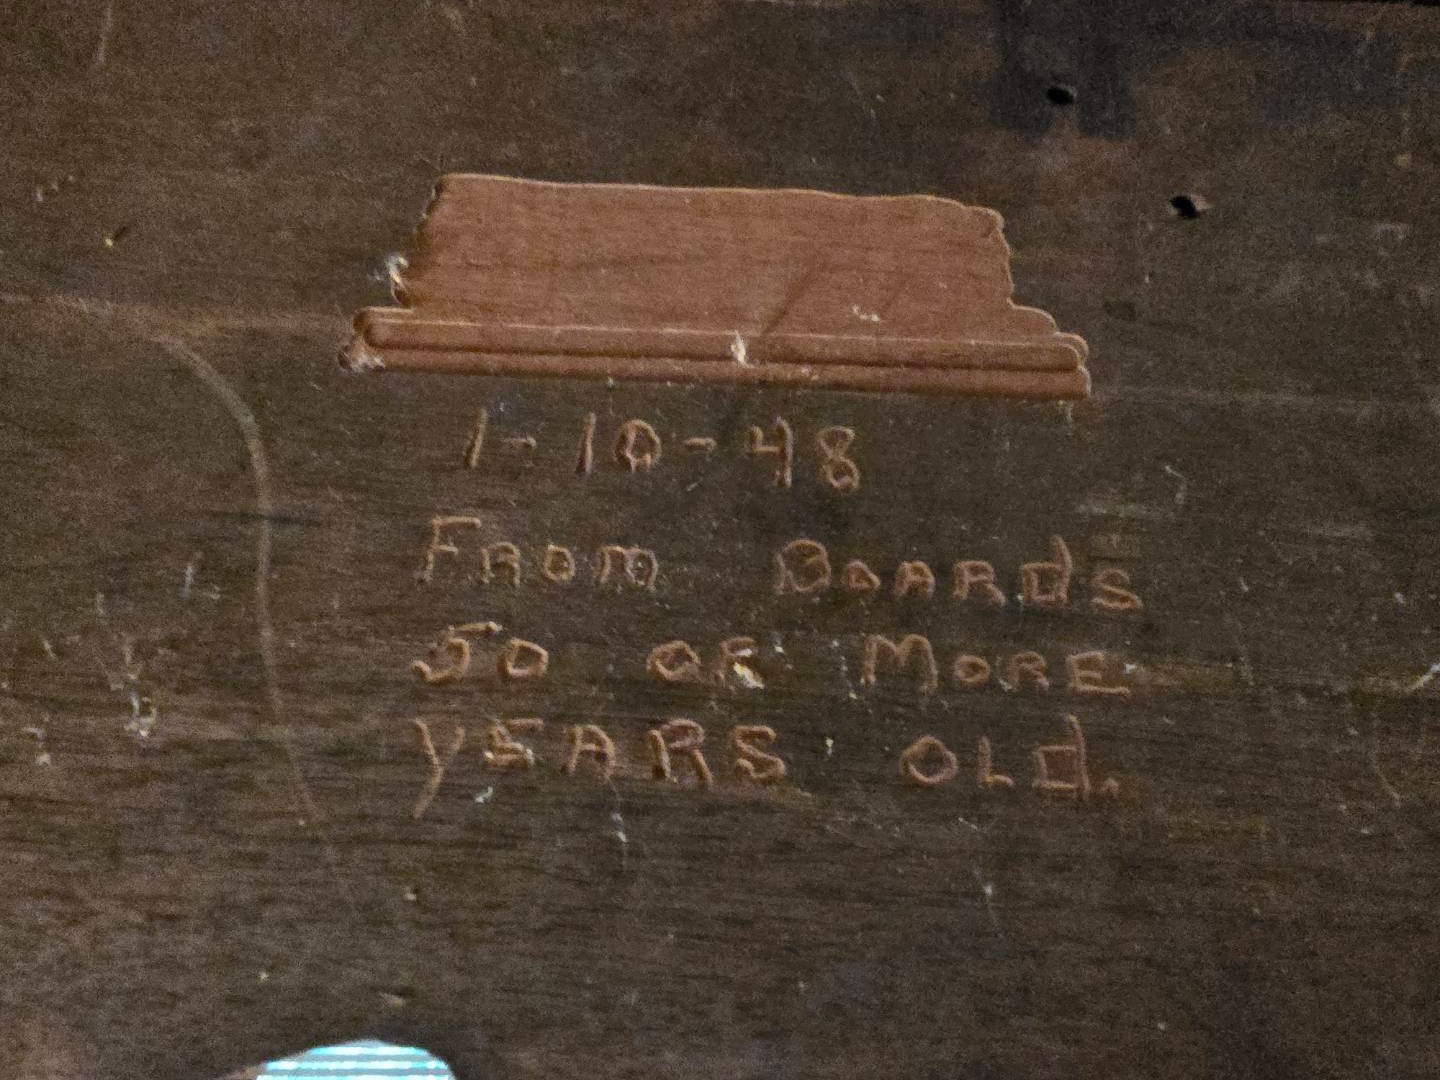 1-10-48
FROM BOARdS
50 OR MORE
YEARS OLd.